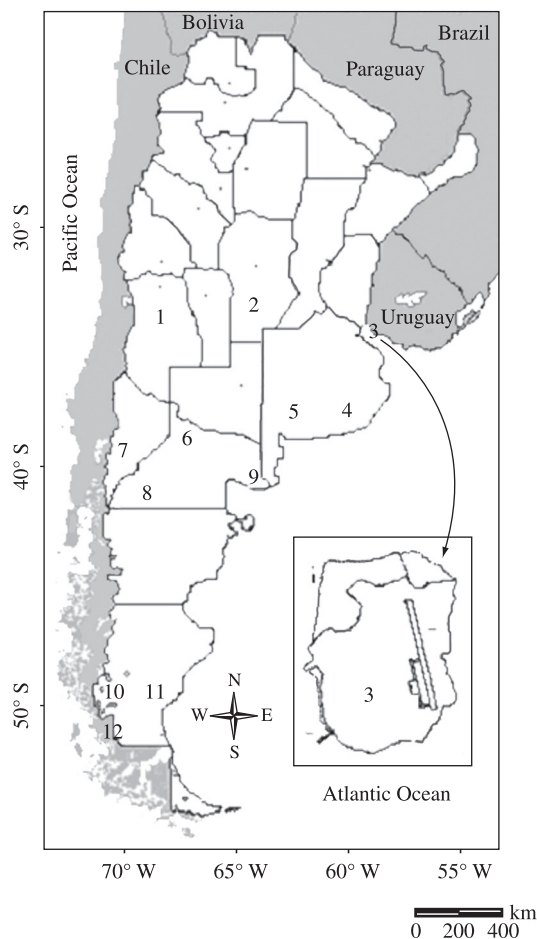 Bolivia
Brazil
Chile
Paraguay
Pacific Ocean
30° S
1
2
Uruguay
3
5
4
6
7
40° S
9
8
10
11
12
50° S
N
W
E
S
3
Atlantic Ocean
70° W
65° W
60° W
55° W
km
0
200
400